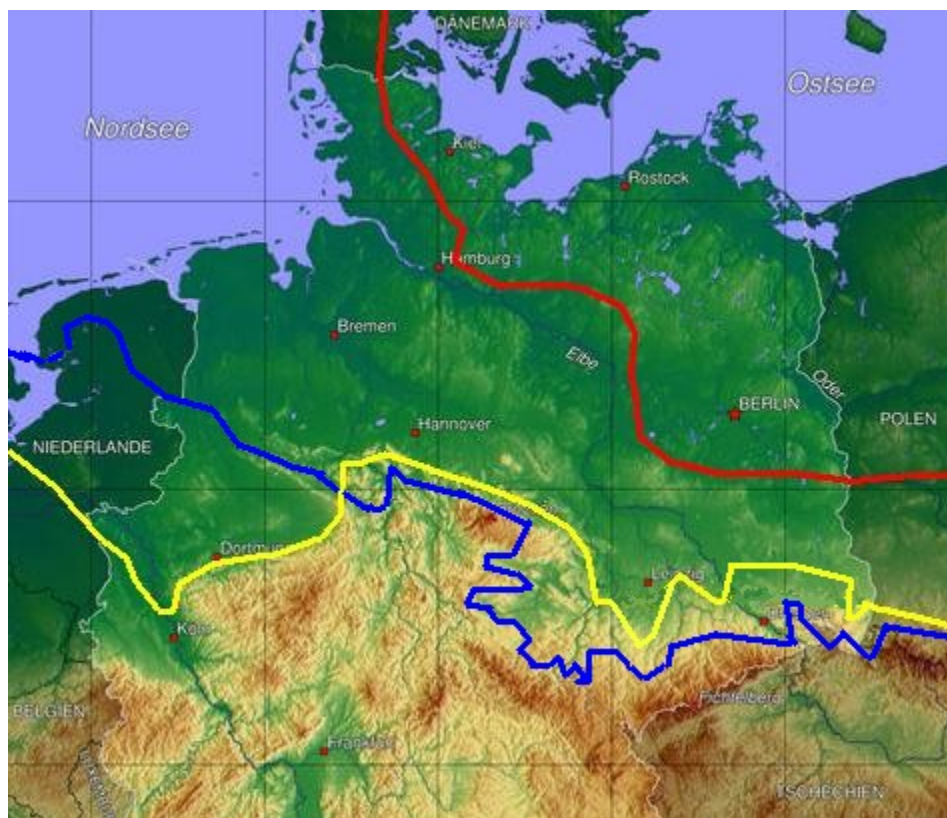 DÄNEMARK
Ostsee
Nordsee
Kiel
Rostock
Hamburg
Bremen
Elbe
Oder
BERLIN
POLEN
Hannover
NIEDERLANDE
Dortmund
Leipzig
Köln
Fichtelberg
BELGIEN
Frankfurt
TSCHECHIEN